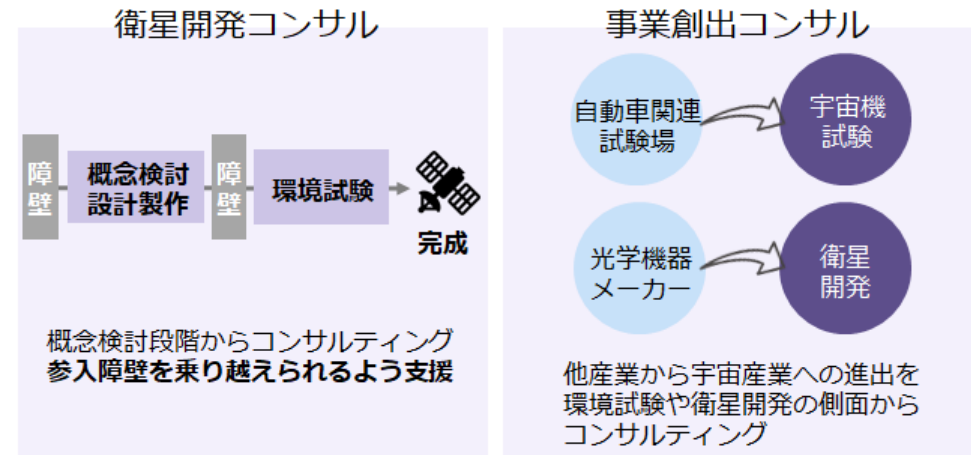 衛星開発コンサル
障壁
概念検討
設計製作
障壁
環境試験
完成
概念検討段階からコンサルティング
参入障壁を乗り越えられるよう支援
事業創出コンサル
自動車関連
試験場
宇宙機
試験
光学機器
メーカー
衛星
開発
他産業から宇宙産業への進出を
環境試験や衛星開発の側面から
コンサルティング